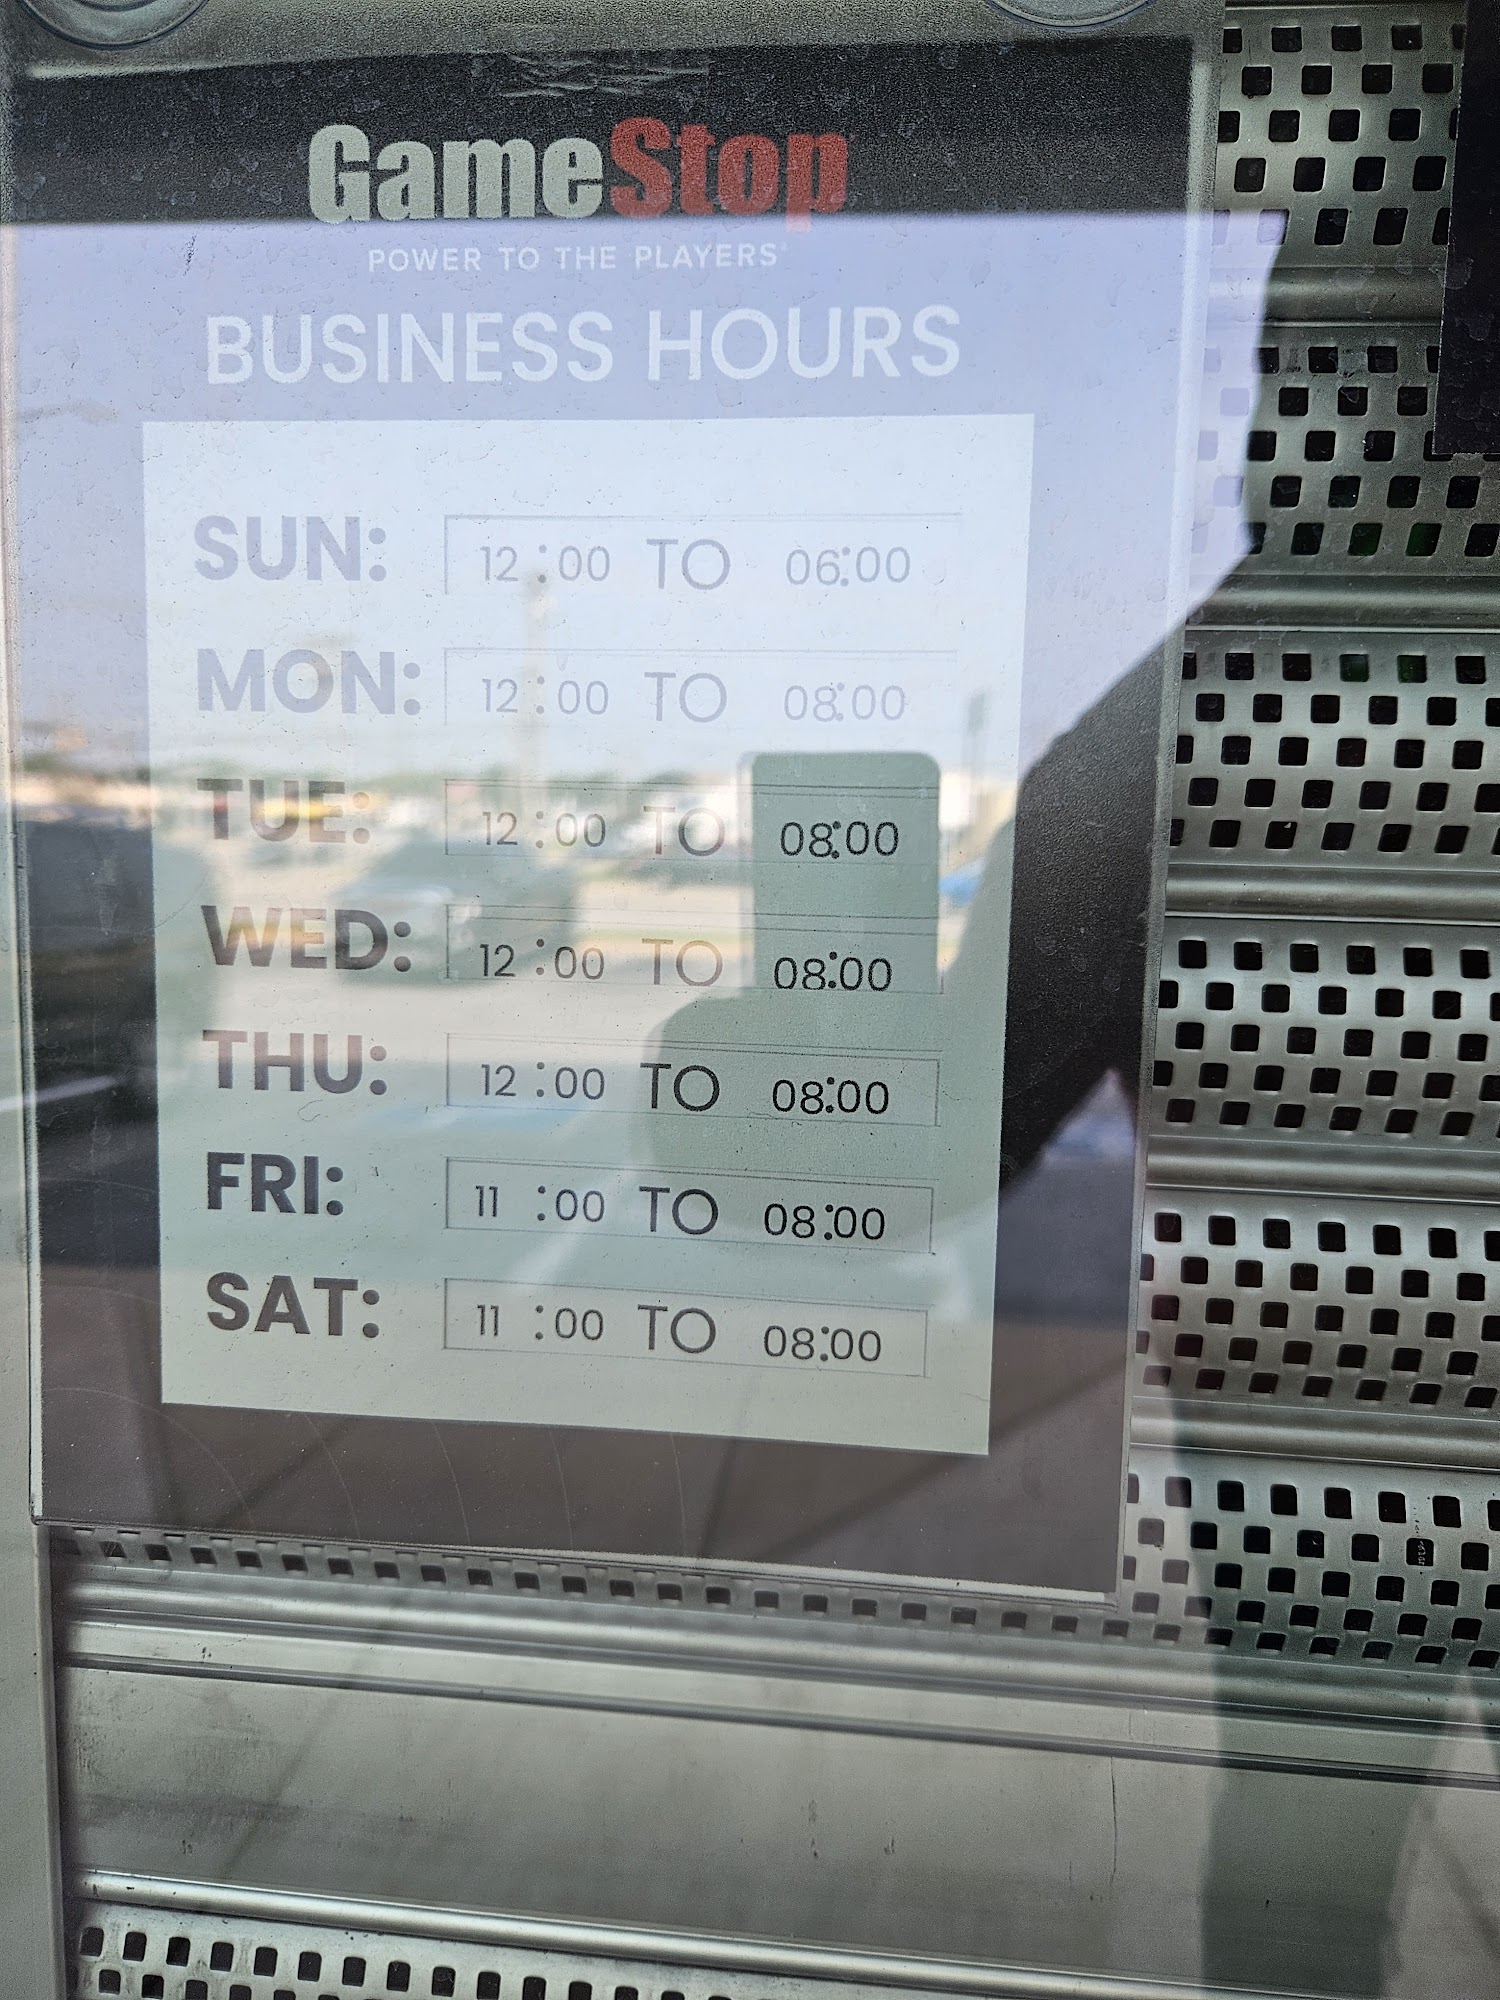 GameStop
POWER TO THE PLAYERS
BUSINESS HOURS
SUN: 12 :00 TO 06:00
MON: 12 :00 TO 08:00
TUE: 12 :00 TO 08:00
WED: 12 :00 TO 08:00
THU: 12 :00 TO 08:00
FRI: 11 :00 TO 08:00
SAT: 11 :00 TO 08:00